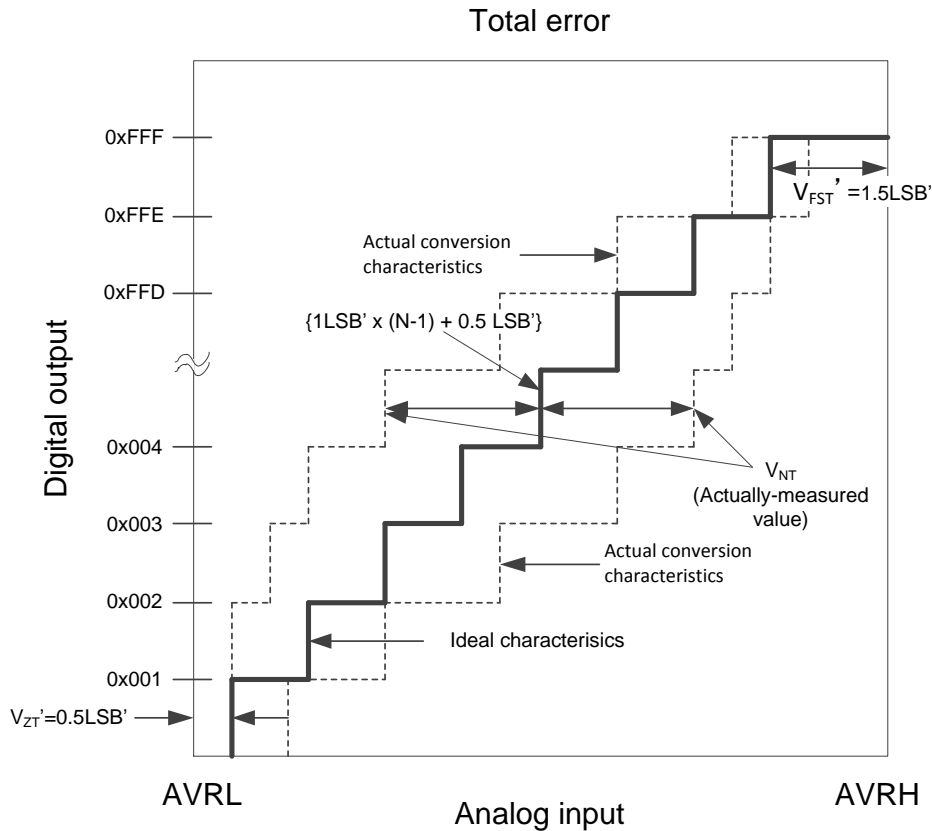 Total error
0xFFF
0xFFE
0xFFD
0x004
0x003
0x002
0x001
Digital output
VFST' =1.5LSB'
Actual conversion
characteristics
{1LSB' x (N-1) + 0.5 LSB'}
VNT
(Actually-measured
value)
Actual conversion
characteristics
Ideal characterisics
VZT'=0.5LSB'
AVRL
AVRH
Analog input